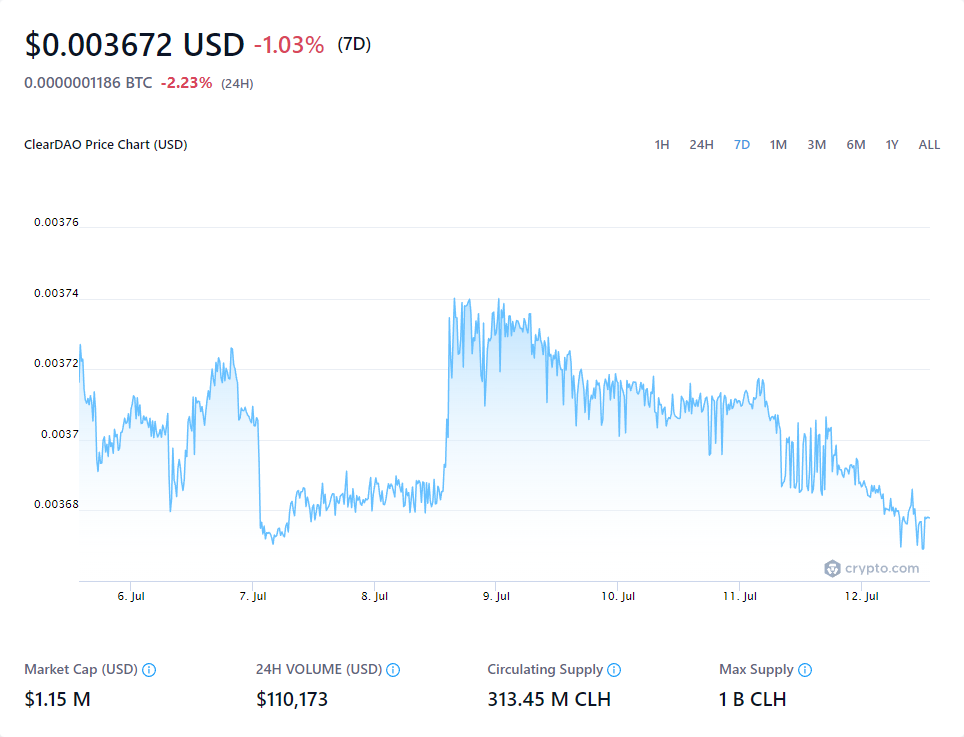 $0.003672 USD -1.03% (7D)
0.0000001186 BTC -2.23% (24H)
ClearDAO Price Chart (USD) 1H 24H 7D 1M 3M 6M 1Y ALL
0.00376
0.00374
0.00372
0.0037
0.00368
crypto.com
6. Jul 7. Jul 8. Jul 9. Jul 10. Jul 11. Jul 12. Jul
Market Cap (USD) 24H VOLUME (USD) Circulating Supply Max Supply
$1.15 M $110,173 313.45 M CLH 1 B CLH